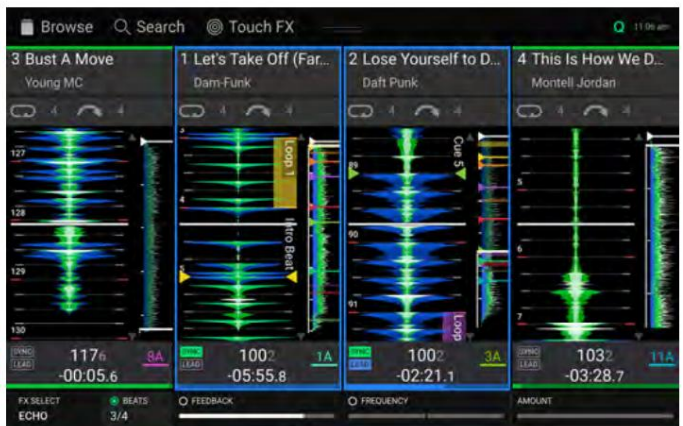 Browse Search Touch FX 11:06 am
3 Bust A Move
Young MC
4 4
1 Let's Take Off (Far...
Dam-Funk
4 4
2 Lose Yourself to D...
Daft Punk
4 4
4 This Is How We D...
Montell Jordan
4 4
127
128
129
130
3
4
5
Loop 1
Intro Beat
89
90
91
Cue 5
Loop
5
6
7
SYNC
LEAD
1176
8A
-00:05.6
SYNC
LEAD
1002
1A
-05:55.8
SYNC
LEAD
1002
3A
-02:21.1
SYNC
LEAD
1032
11A
-03:28.7
FX SELECT
ECHO
BEATS
3/4
FEEDBACK
FREQUENCY
AMOUNT